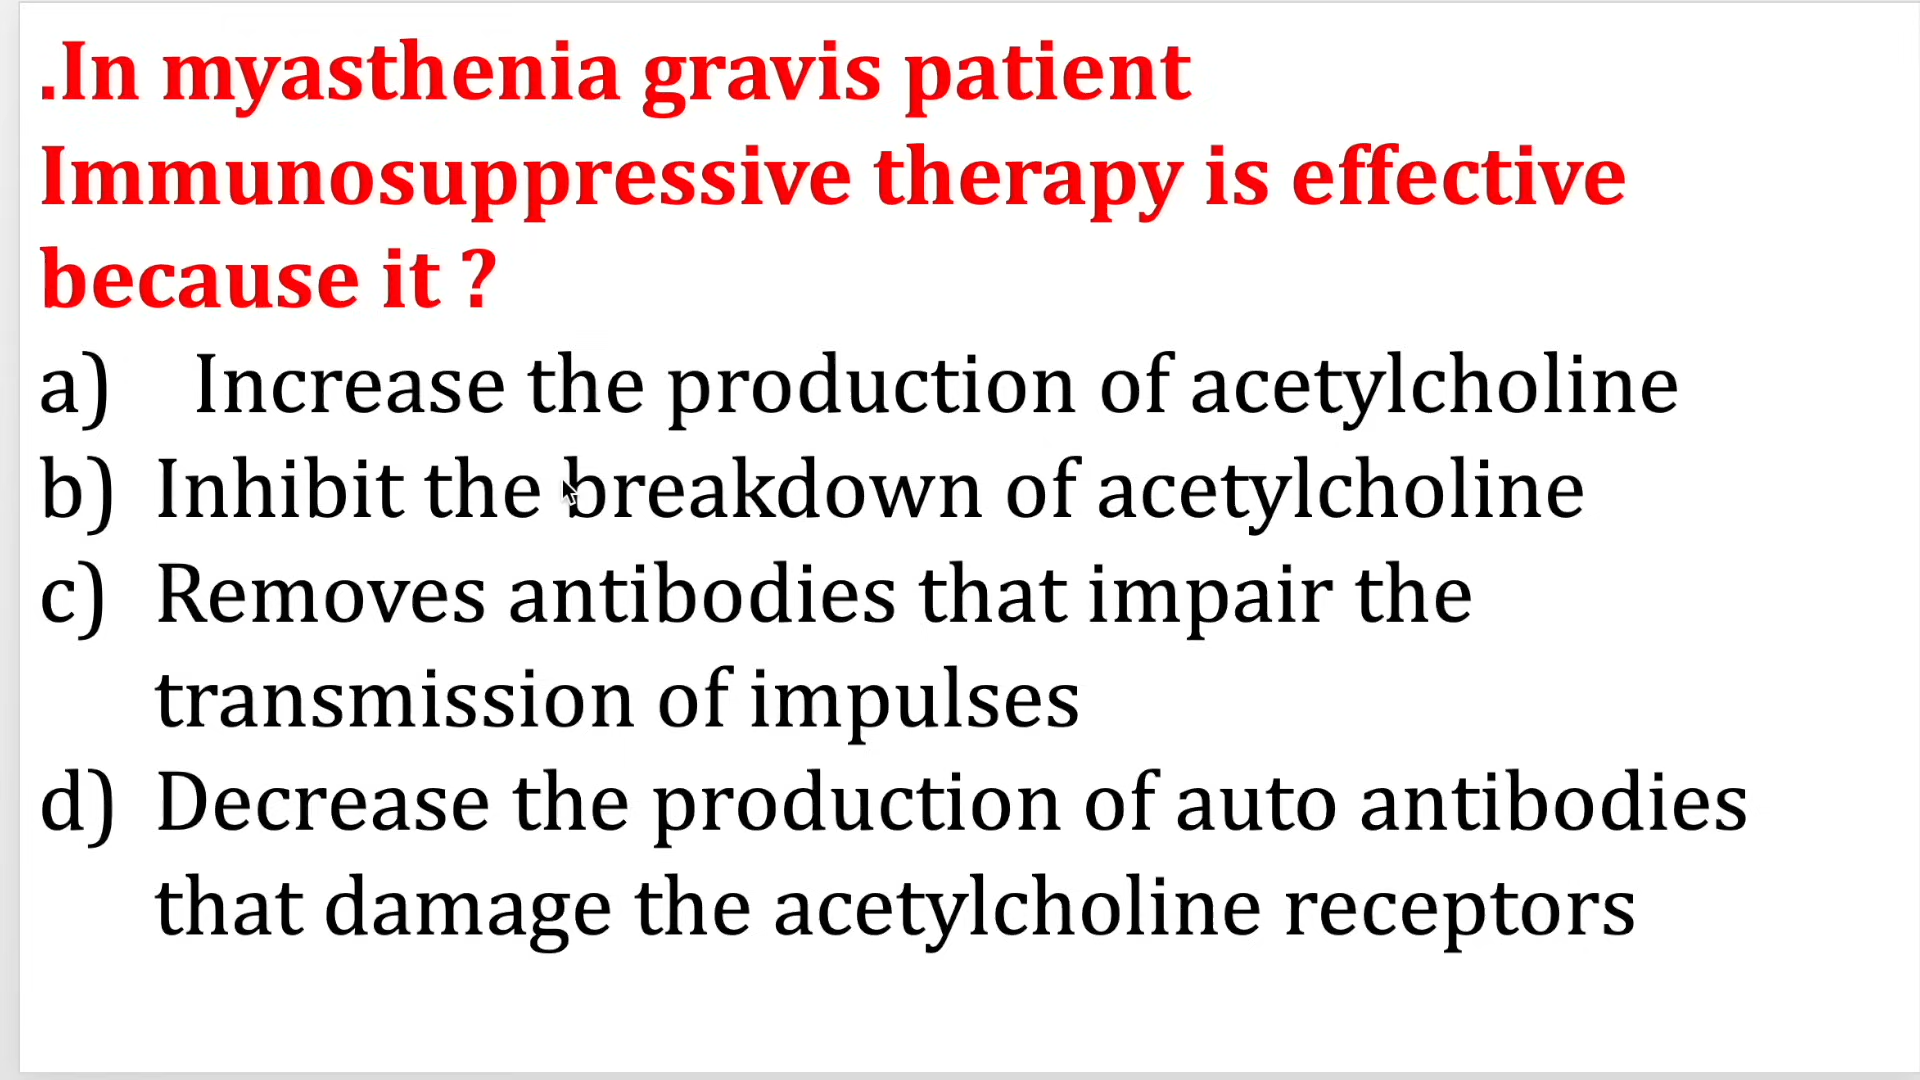 .In myasthenia gravis patient
Immunosuppressive therapy is effective
because it ?
a) Increase the production of acetylcholine
b) Inhibit the breakdown of acetylcholine
c) Removes antibodies that impair the
transmission of impulses
d) Decrease the production of auto antibodies
that damage the acetylcholine receptors